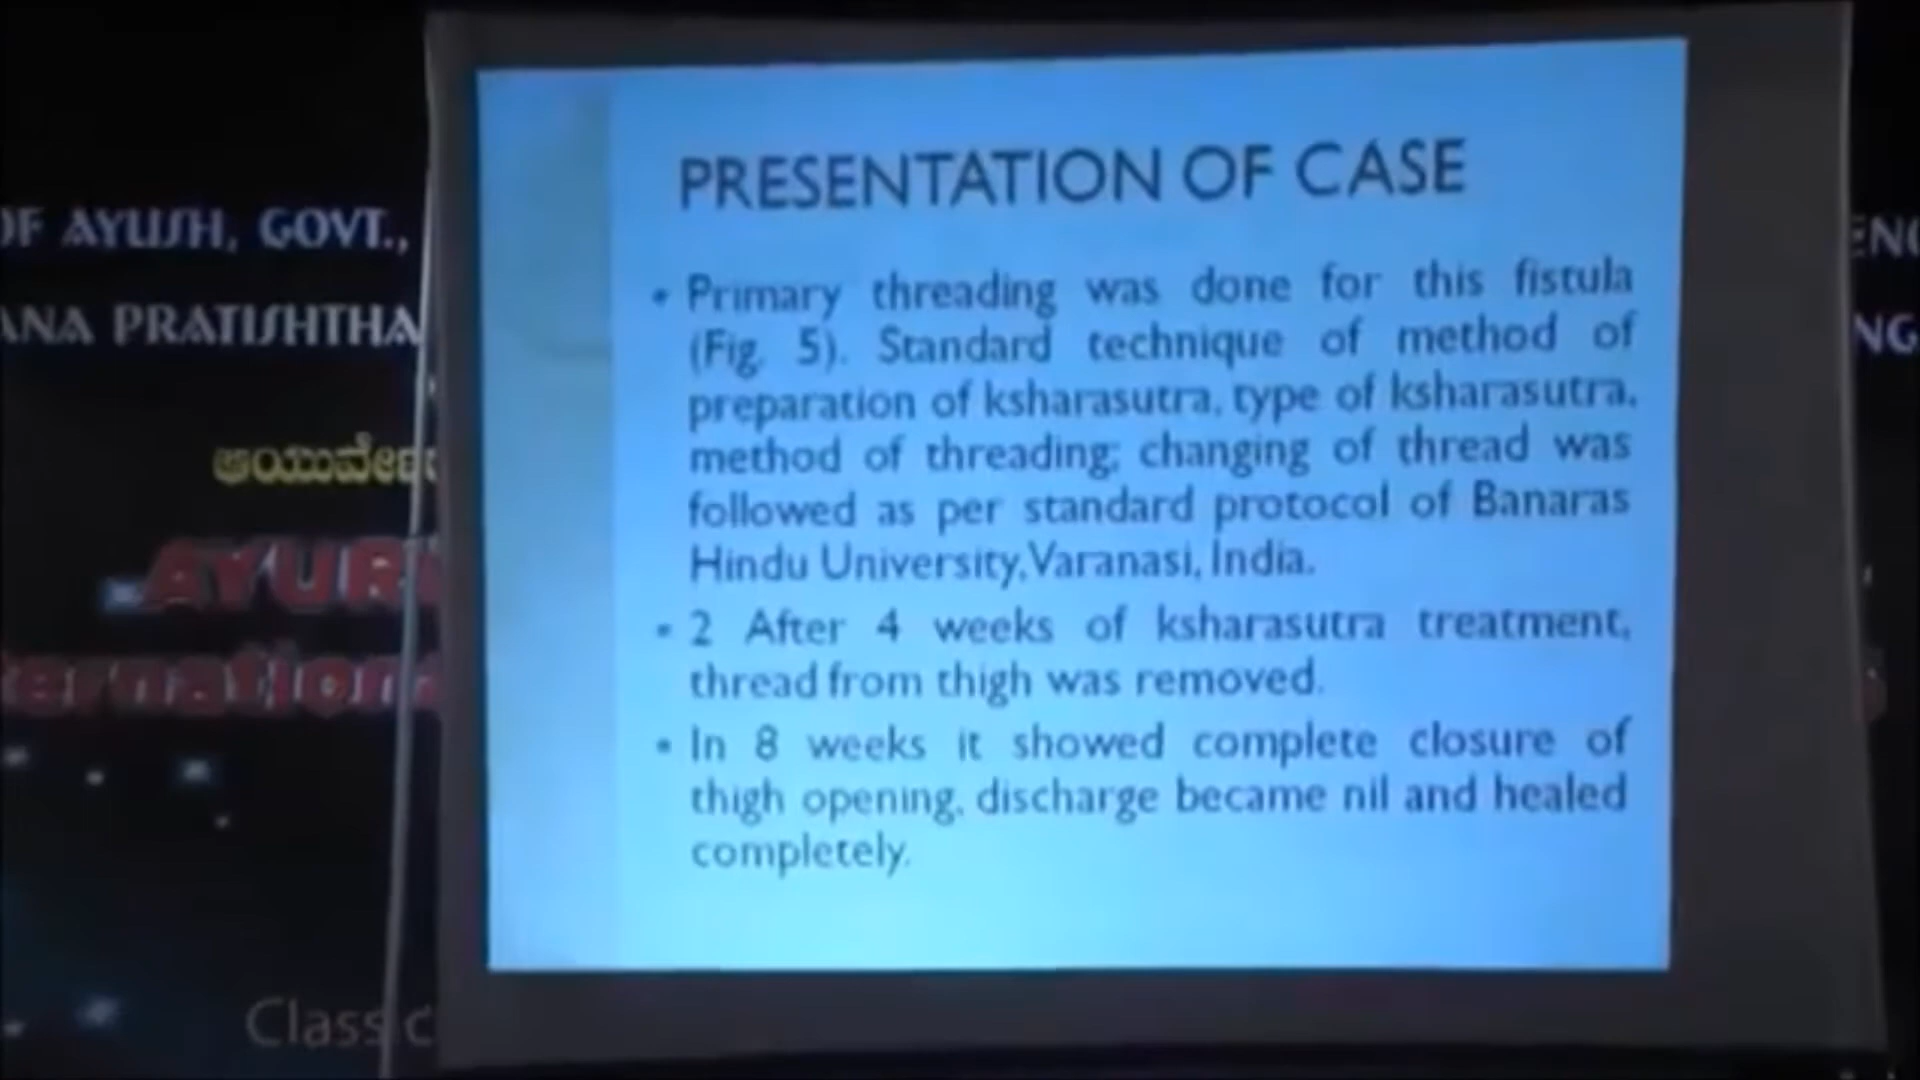 OF AYUSH, GOVT.,
PRATISHTHA
AYUR
Class c
PRESENTATION OF CASE
• Primary threading was done for this fistula
(Fig. 5). Standard technique of method of
preparation of ksharasutra, type of ksharasutra,
method of threading; changing of thread was
followed as per standard protocol of Banaras
Hindu University, Varanasi, India.
• 2 After 4 weeks of ksharasutra treatment,
thread from thigh was removed.
• In 8 weeks it showed complete closure of
thigh opening, discharge became nil and healed
completely.